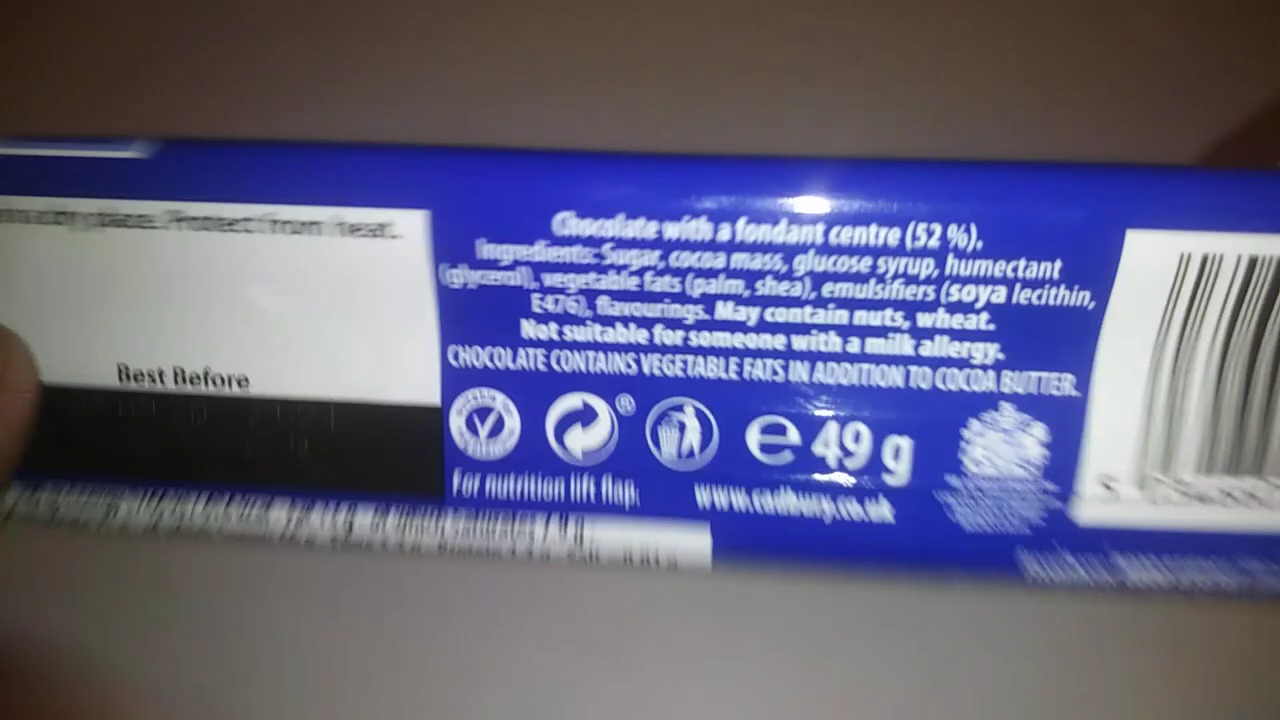 place. Protect from heat.
Best Before
Chocolate with a fondant centre (52 %).
Ingredients: Sugar, cocoa mass, glucose syrup, humectant
(glycerol), vegetable fats (palm, shea), emulsifiers (soya lecithin,
E476), flavourings. May contain nuts, wheat.
Not suitable for someone with a milk allergy.
CHOCOLATE CONTAINS VEGETABLE FATS IN ADDITION TO COCOA BUTTER.
®
e 49 g
For nutrition lift flap.
www.cadbury.co.uk